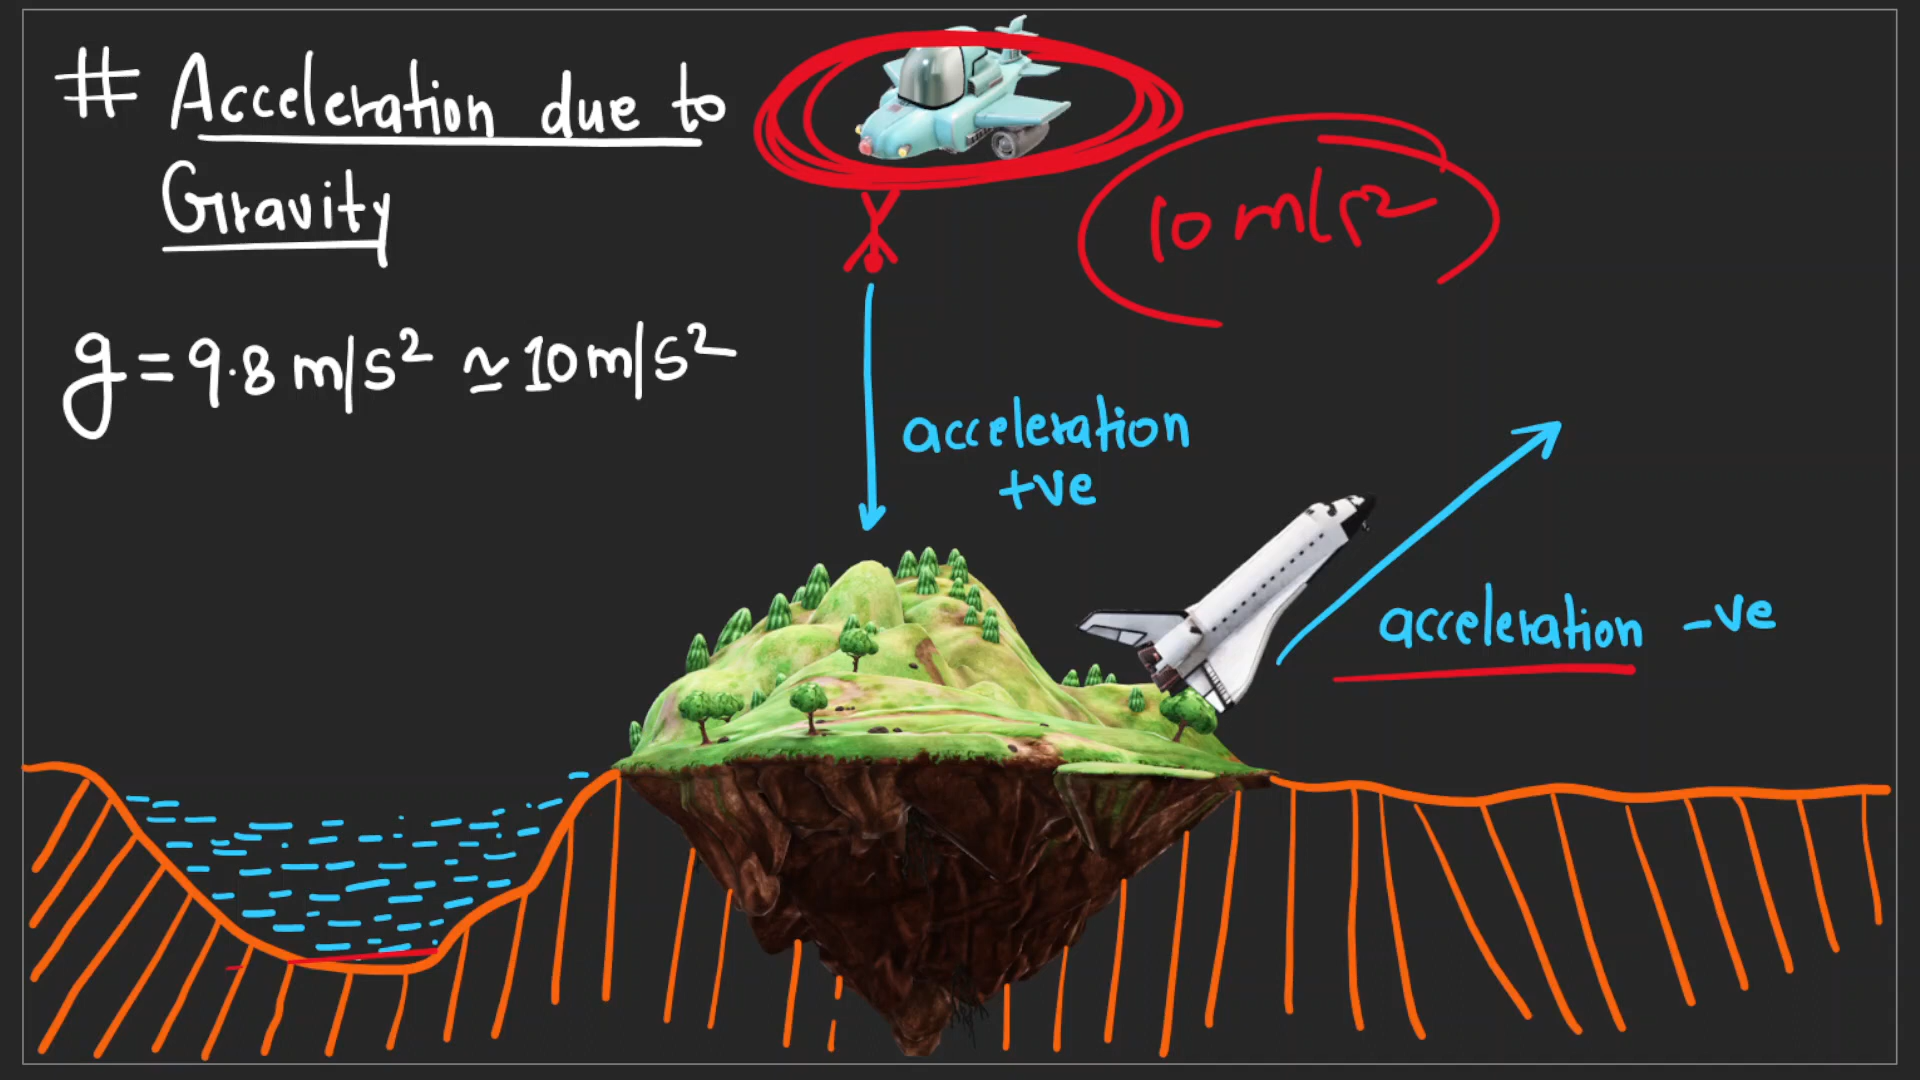 # Acceleration due to
Gravity
g = 9.8 m/s² ≃ 10 m/s²
10 m/s²
acceleration
+ve
acceleration -ve